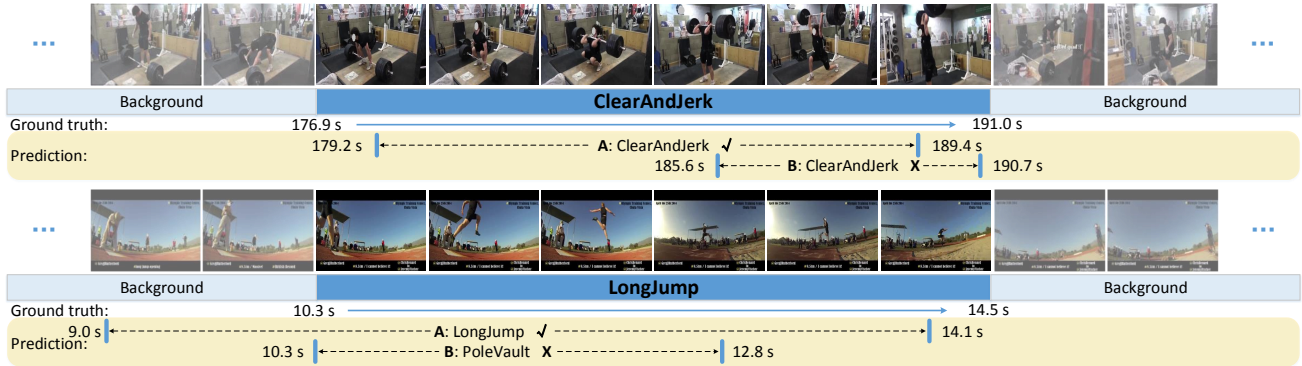 ...
...
Background
ClearAndJerk
Background
Ground truth:
176.9 s
191.0 s
Prediction:
179.2 s
A: ClearAndJerk √
189.4 s
185.6 s
B: ClearAndJerk X
190.7 s
...
...
Background
LongJump
Background
Ground truth:
10.3 s
14.5 s
Prediction:
9.0 s
A: LongJump √
14.1 s
10.3 s
B: PoleVault X
12.8 s